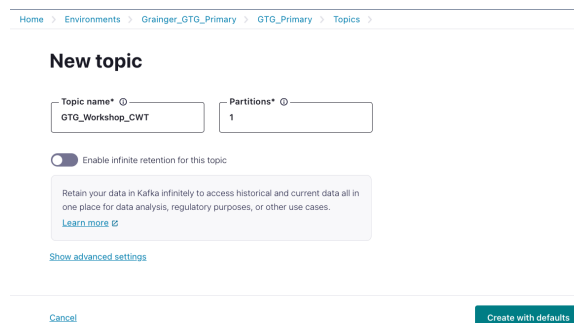 Home > Environments > Grainger_GTG_Primary > GTG_Primary > Topics >
New topic
Topic name* Partitions*
GTG_Workshop_CWT 1
Enable infinite retention for this topic
Retain your data in Kafka infinitely to access historical and current data all in
one place for data analysis, regulatory purposes, or other use cases.
Learn more
Show advanced settings
Cancel Create with defaults